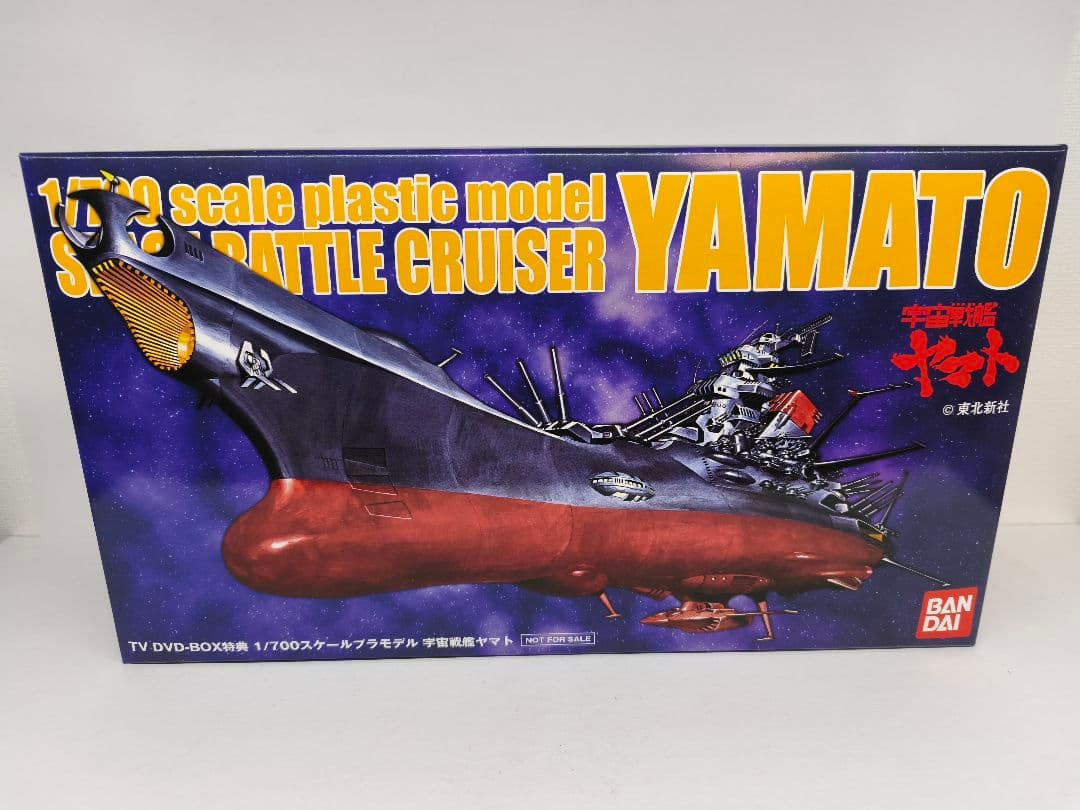 1/700 scale plastic model
BATTLE CRUISER
YAMATO
宇宙戦艦
ヤマト
© 東北新社
BAN
DAI
TV DVD-BOX特典 1/700スケールプラモデル 宇宙戦艦ヤマト NOT FOR SALE